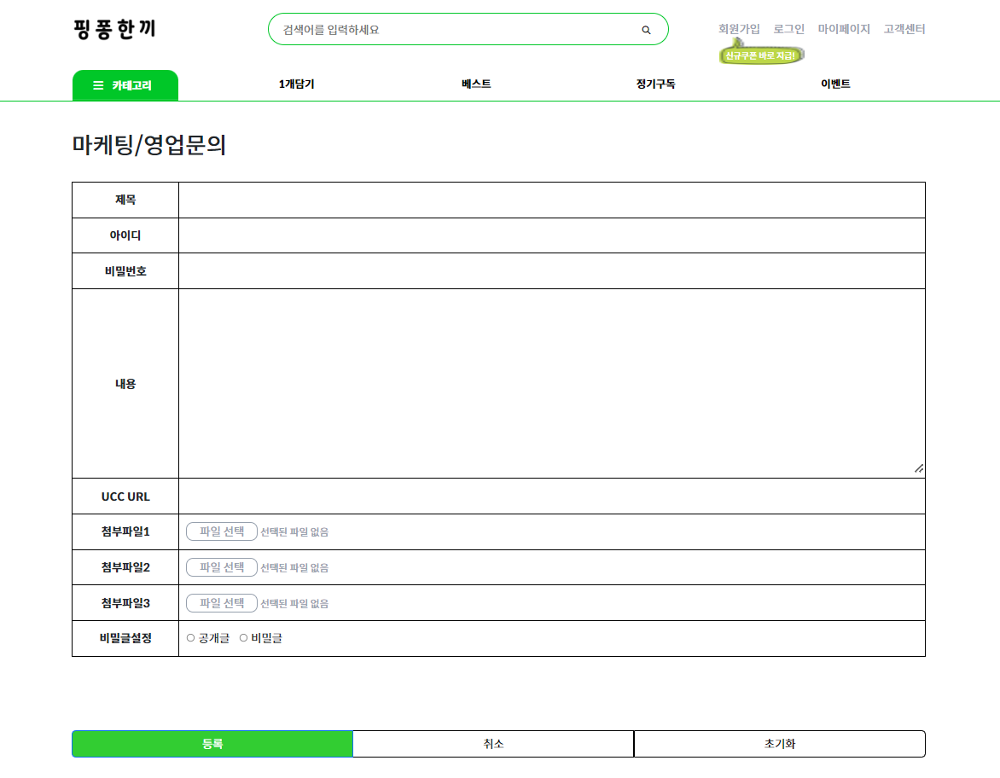 핑퐁한끼
검색어를 입력하세요
회원가입 로그인 마이페이지 고객센터
신규쿠폰 바로 지급!
카테고리 1개담기 베스트 정기구독 이벤트
마케팅/영업문의
제목
아이디
비밀번호
내용
UCC URL
첨부파일1 파일 선택 선택된 파일 없음
첨부파일2 파일 선택 선택된 파일 없음
첨부파일3 파일 선택 선택된 파일 없음
비밀글설정 공개글 비밀글
등록 취소 초기화